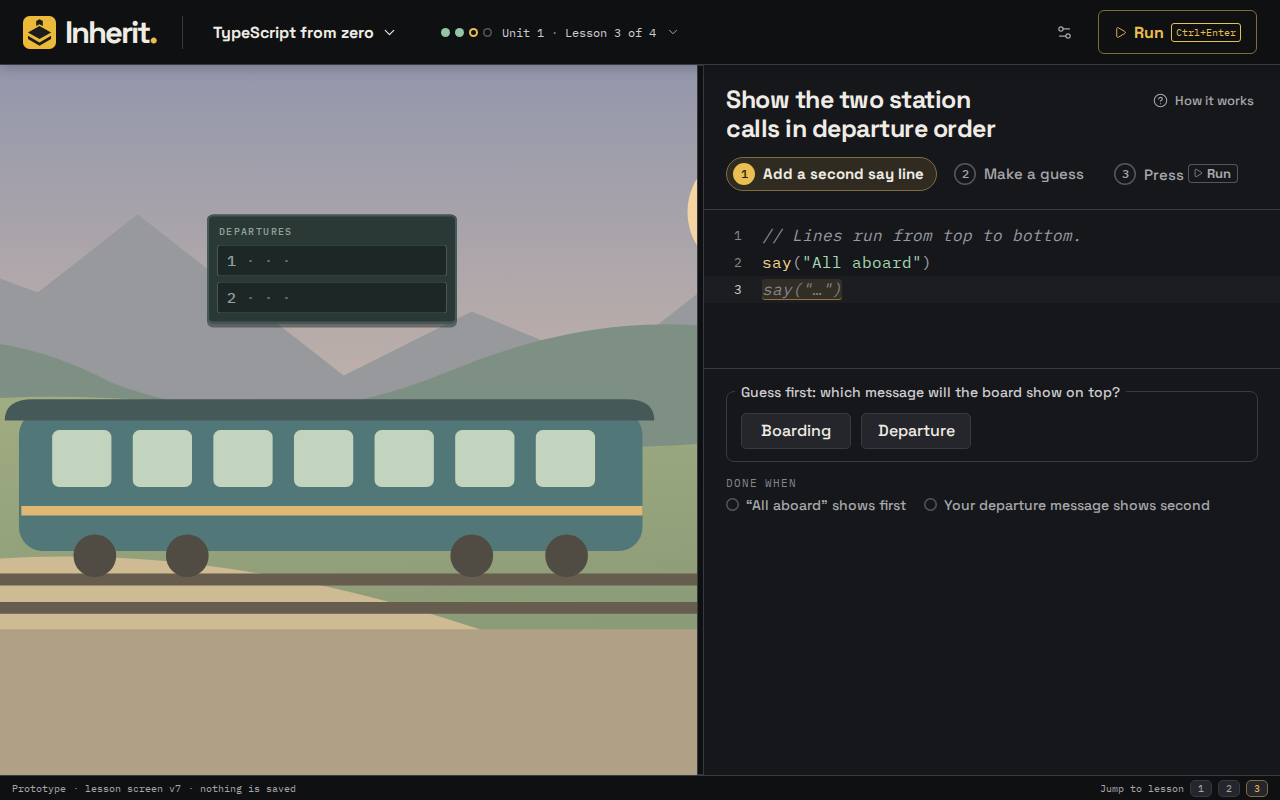 Inherit.
TypeScript from zero
Unit 1 · Lesson 3 of 4
Run Ctrl+Enter
DEPARTURES
1 - - -
2 - - -
Show the two station
calls in departure order
How it works
1 Add a second say line
2 Make a guess
3 Press Run
1 // Lines run from top to bottom.
2 say("All aboard")
3 say("…")
Guess first: which message will the board show on top?
Boarding
Departure
DONE WHEN
“All aboard” shows first
Your departure message shows second
Prototype · lesson screen v7 · nothing is saved
Jump to lesson 1 2 3